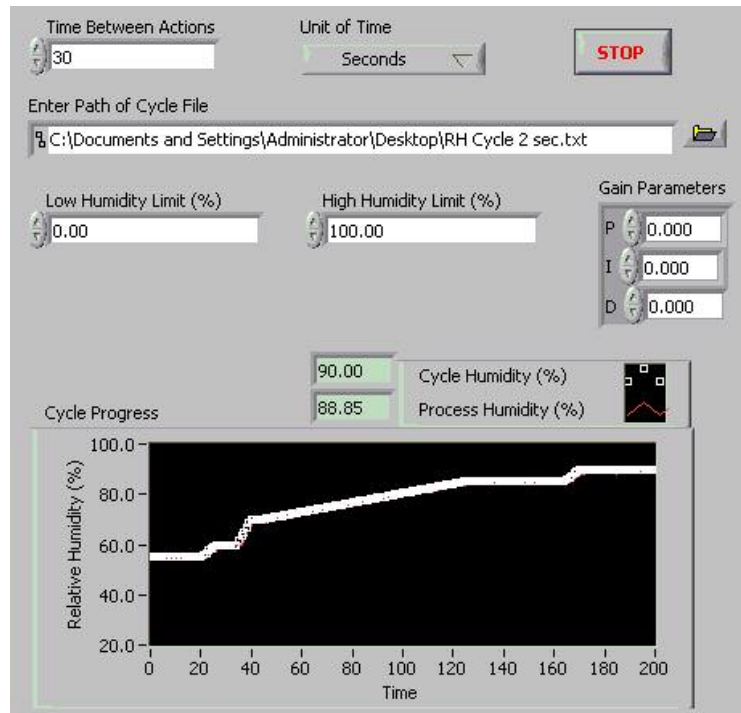 Time Between Actions
Unit of Time
30
Seconds
STOP
Enter Path of Cycle File
C:\Documents and Settings\Administrator\Desktop\RH Cycle 2 sec.txt
Low Humidity Limit (%)
High Humidity Limit (%)
Gain Parameters
0.00
100.00
P 0.000
I 0.000
D 0.000
90.00 Cycle Humidity (%)
88.85 Process Humidity (%)
Cycle Progress
Relative Humidity (%)
100.0
80.0
60.0
40.0
20.0
0 20 40 60 80 100 120 140 160 180 200
Time